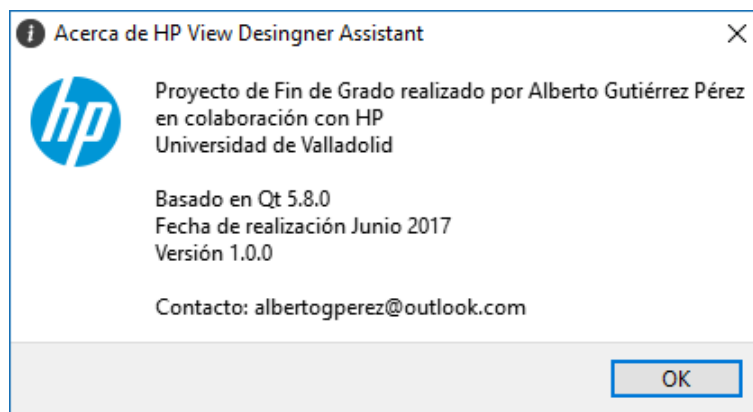 Acerca de HP View Desingner Assistant
hp
Proyecto de Fin de Grado realizado por Alberto Gutiérrez Pérez
en colaboración con HP
Universidad de Valladolid
Basado en Qt 5.8.0
Fecha de realización Junio 2017
Versión 1.0.0
Contacto: albertogperez@outlook.com
OK